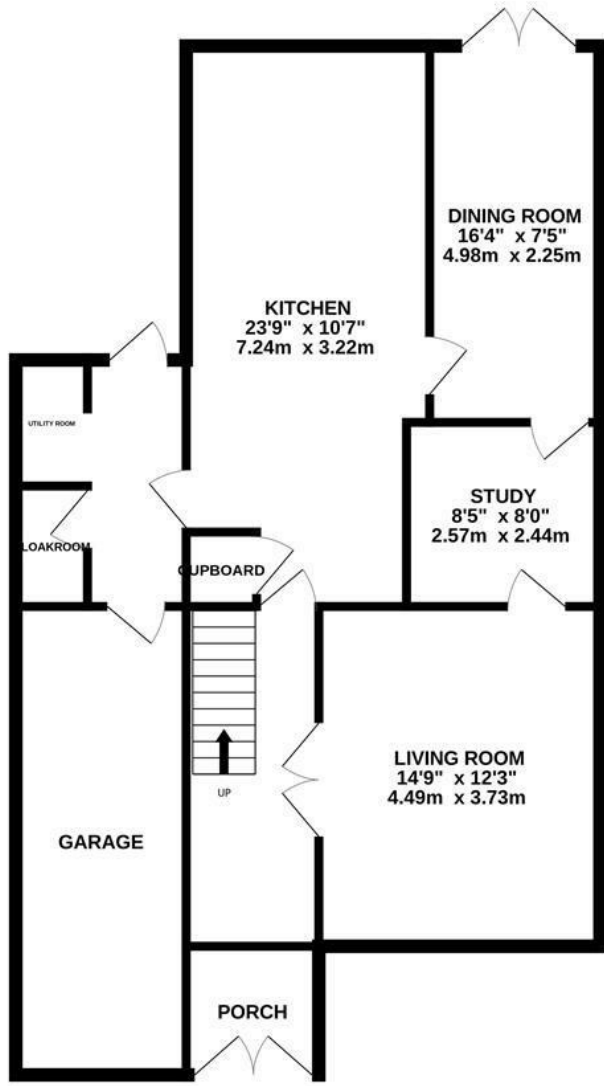 DINING ROOM
16'4" x 7'5"
4.98m x 2.25m
KITCHEN
23'9" x 10'7"
7.24m x 3.22m
UTILITY ROOM
STUDY
8'5" x 8'0"
2.57m x 2.44m
LOAKROOM
CUPBOARD
LIVING ROOM
14'9" x 12'3"
4.49m x 3.73m
UP
GARAGE
PORCH